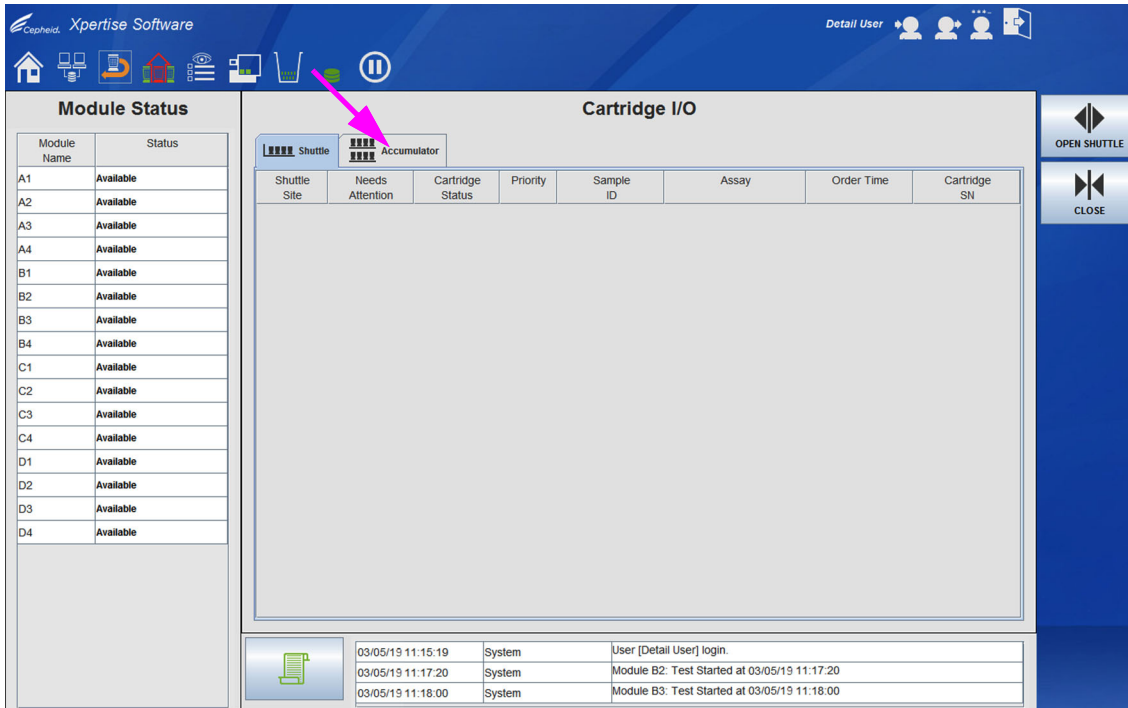 Cepheid. Xpertise Software
Detail User
Module Status
Module Name Status
A1 Available
A2 Available
A3 Available
A4 Available
B1 Available
B2 Available
B3 Available
B4 Available
C1 Available
C2 Available
C3 Available
C4 Available
D1 Available
D2 Available
D3 Available
D4 Available
Cartridge I/O
Shuttle Accumulator
Shuttle Site Needs Attention Cartridge Status Priority Sample ID Assay Order Time Cartridge SN
OPEN SHUTTLE
CLOSE
03/05/19 11:15:19 System User [Detail User] login.
03/05/19 11:17:20 System Module B2: Test Started at 03/05/19 11:17:20
03/05/19 11:18:00 System Module B3: Test Started at 03/05/19 11:18:00